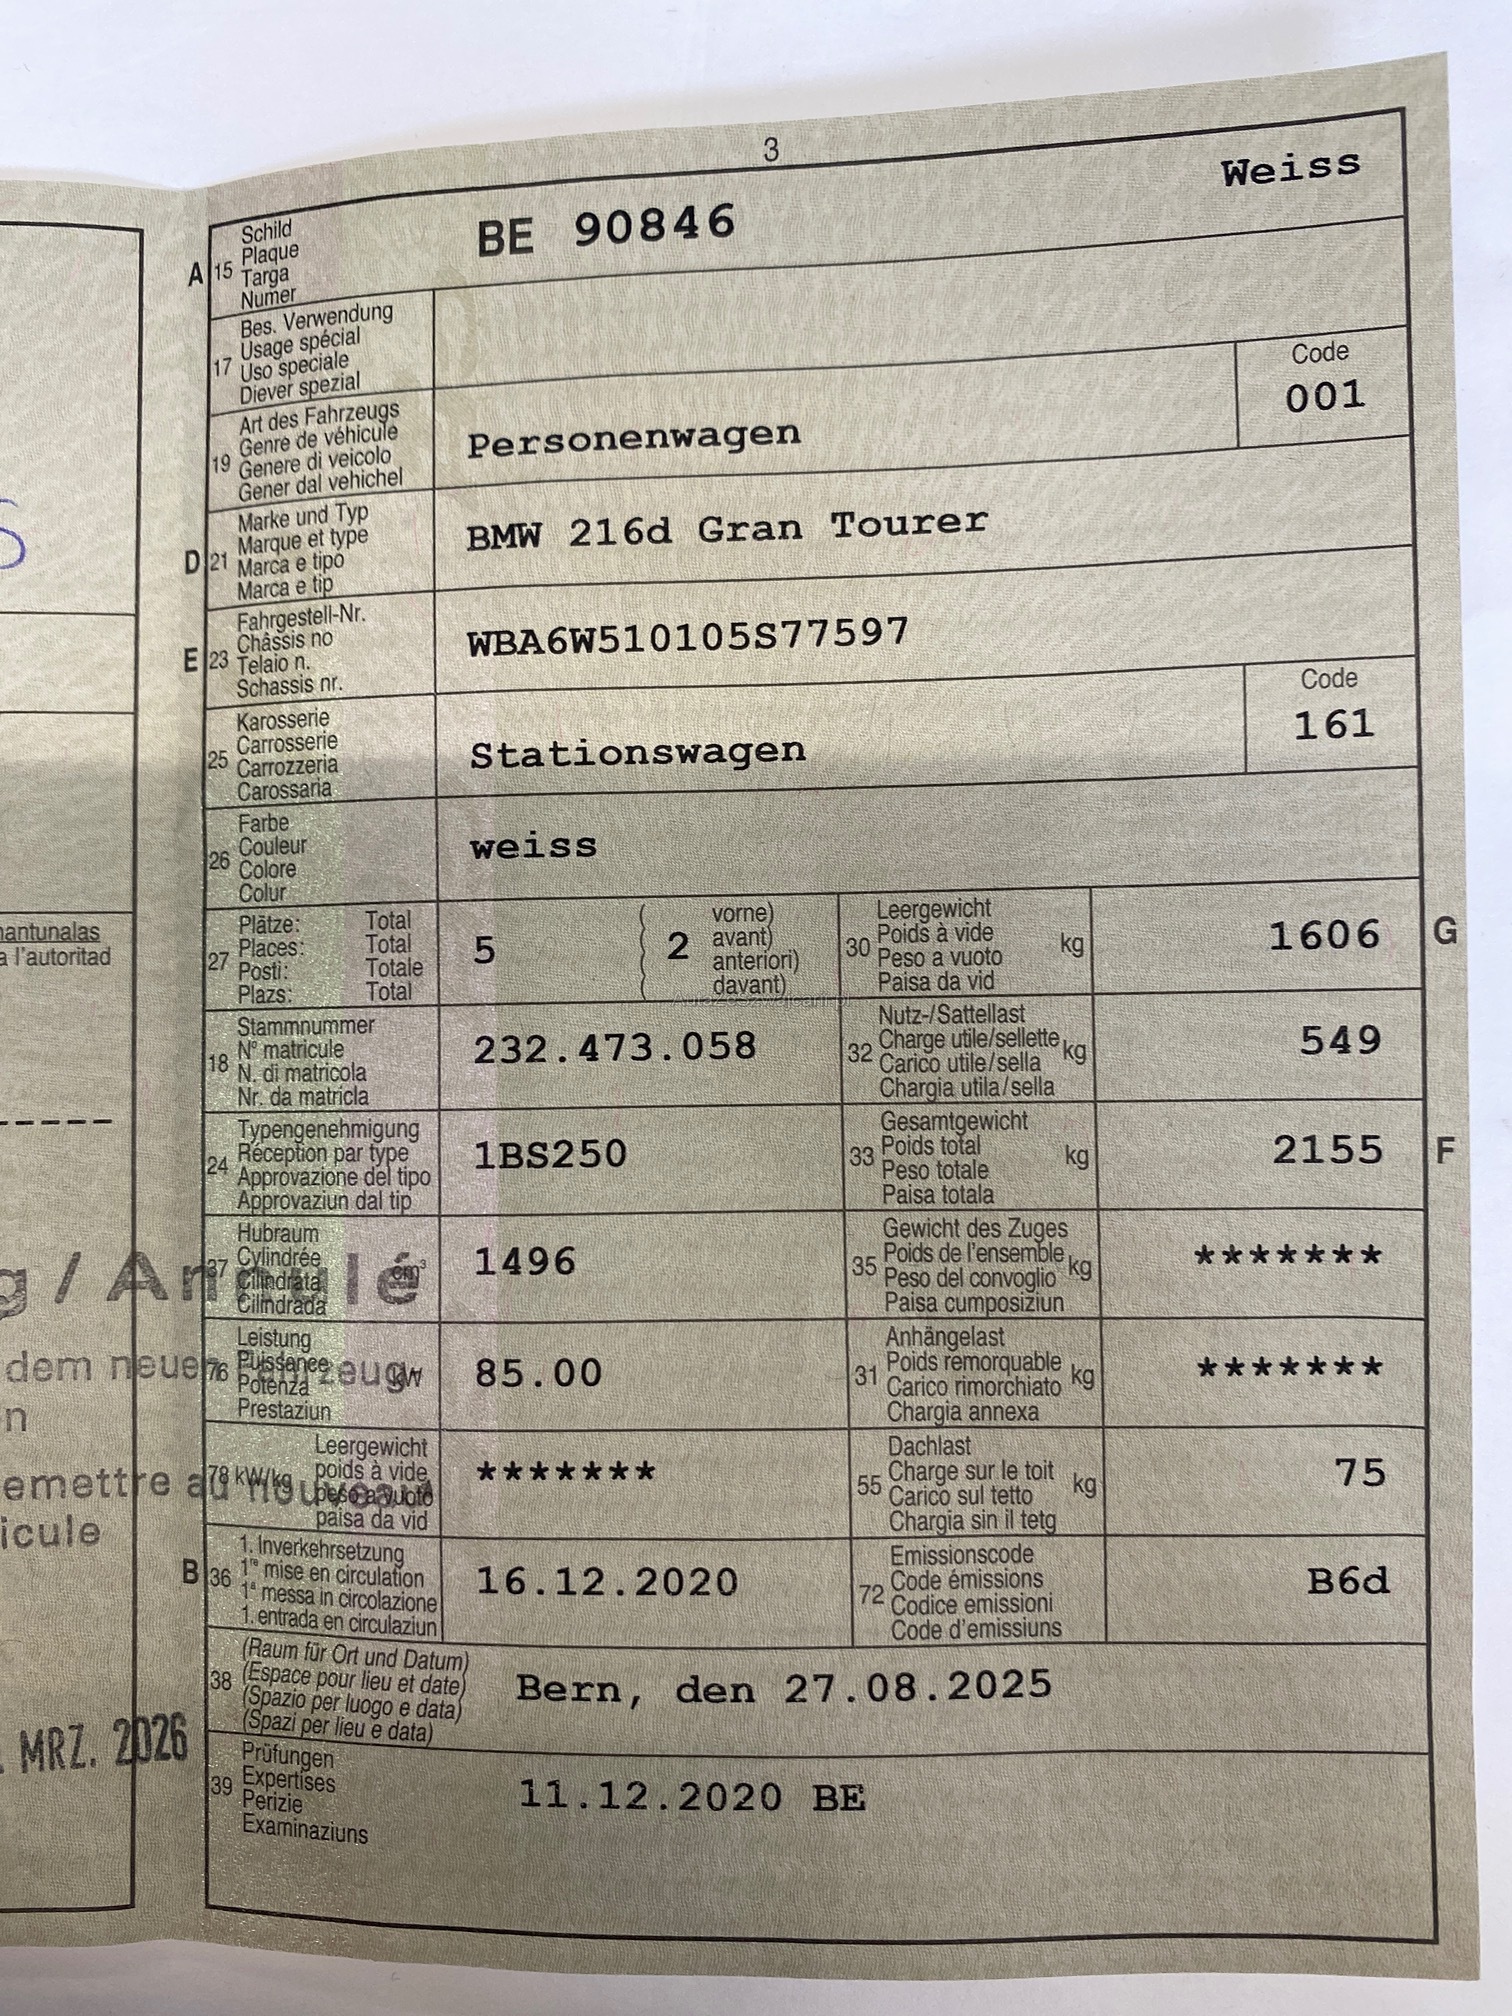 3
A 15 Schild
Plaque
Targa
Numer
BE 90846
Weiss
17 Bes. Verwendung
Usage spécial
Uso speciale
Diever spezial
19 Art des Fahrzeugs
Genre de véhicule
Genere di veicolo
Gener dal vehichel
Personenwagen
Code
001
D 21 Marke und Typ
Marque et type
Marca e tipo
Marca e tip
BMW 216d Gran Tourer
E 23 Fahrgestell-Nr.
Châssis no
Telaio n.
Schassis nr.
WBA6W510105S77597
25 Karosserie
Carrosserie
Carrozzeria
Carossaria
Stationswagen
Code
161
26 Farbe
Couleur
Colore
Colur
weiss
27 Plätze: Total
Places: Total
Posti: Totale
Plazs: Total
5
2 vorne)
avant)
anteriori)
davant)
30 Leergewicht
Poids à vide
Peso a vuoto
Paisa da vid
kg
1606 G
18 Stammnummer
N° matricule
N. di matricola
Nr. da matricla
232.473.058
32 Nutz-/Sattellast
Charge utile/sellette
Carico utile/sella
Chargia utila/sella
kg
549
24 Typengenehmigung
Réception par type
Approvazione del tipo
Approvaziun dal tip
1BS250
33 Gesamtgewicht
Poids total
Peso totale
Paisa totala
kg
2155 F
37 Hubraum
Cylindrée
Cilindrata
Cilindrada
cm³
1496
35 Gewicht des Zuges
Poids de l'ensemble
Peso del convoglio
Paisa cumposiziun
kg
*******
76 Leistung
Puissance
Potenza
Prestaziun
kW
85.00
31 Anhängelast
Poids remorquable
Carico rimorchiato
Chargia annexa
kg
*******
78 kW/kg Leergewicht
poids à vide
peso a vuoto
paisa da vid
*******
55 Dachlast
Charge sur le toit
Carico sul tetto
Chargia sin il tetg
kg
75
B 36 1. Inverkehrsetzung
1re mise en circulation
1a messa in circolazione
1. entrada en circulaziun
16.12.2020
72 Emissionscode
Code émissions
Codice emissioni
Code d'emissiuns
B6d
38 (Raum für Ort und Datum)
(Espace pour lieu et date)
(Spazio per luogo e data)
(Spazi per lieu e data)
Bern, den 27.08.2025
39 Prüfungen
Expertises
Perizie
Examinaziuns
11.12.2020 BE
antunalas
a l'autoritad
g / Annulé
dem neuen Fahrzeug
n
emettre au nouveau
icule
MRZ. 2026